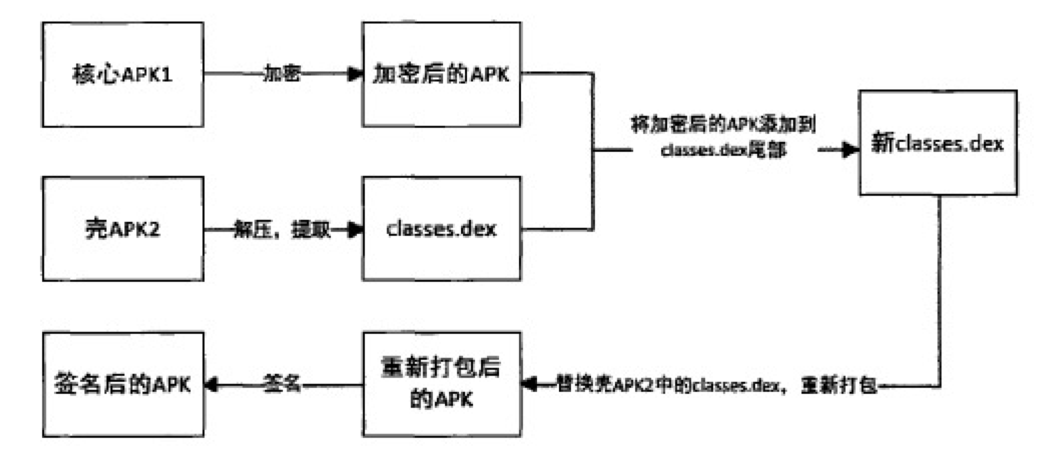 核心APK1
加密
加密后的APK
将加密后的APK添加到
classes.dex尾部
新classes.dex
壳APK2
解压，提取
classes.dex
签名后的APK
签名
重新打包后
的APK
替换壳APK2中的classes.dex，重新打包